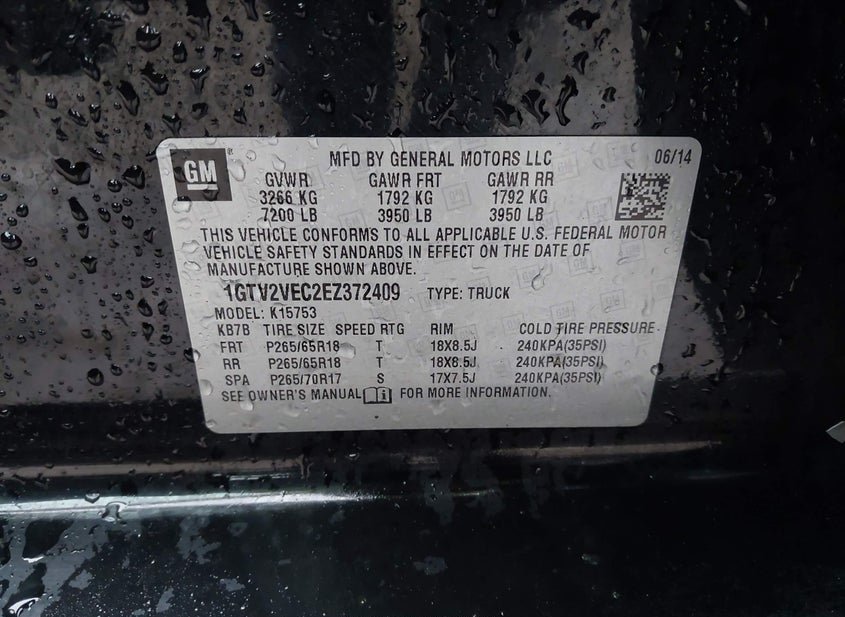 GM
MFD BY GENERAL MOTORS LLC 06/14
GVWR GAWR FRT GAWR RR
3266 KG 1792 KG 1792 KG
7200 LB 3950 LB 3950 LB
THIS VEHICLE CONFORMS TO ALL APPLICABLE U.S. FEDERAL MOTOR
VEHICLE SAFETY STANDARDS IN EFFECT ON THE DATE OF
MANUFACTURE SHOWN ABOVE.
1GTV2VEC2EZ372409 TYPE: TRUCK
MODEL: K15753
KB7B TIRE SIZE SPEED RTG RIM COLD TIRE PRESSURE
FRT P265/65R18 T 18X8.5J 240KPA(35PSI)
RR P265/65R18 T 18X8.5J 240KPA(35PSI)
SPA P265/70R17 S 17X7.5J 240KPA(35PSI)
SEE OWNER'S MANUAL FOR MORE INFORMATION.